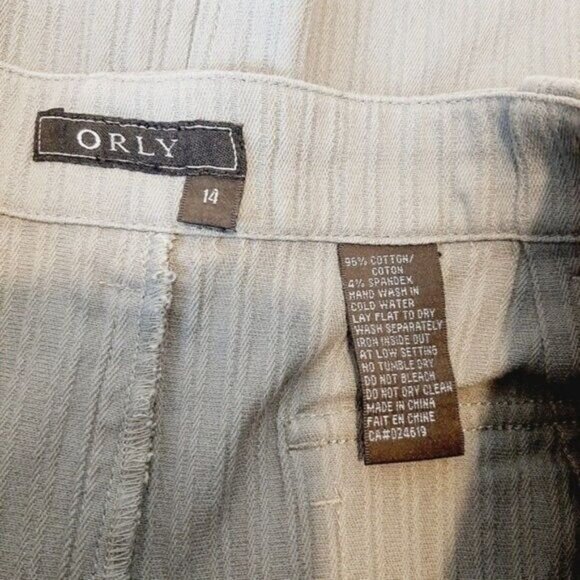 ORLY
14
96% COTTON/
COTON
4% SPANDEX
HAND WASH IN
COLD WATER
LAY FLAT TO DRY
WASH SEPARATELY
IRON INSIDE OUT
AT LOW SETTING
NO TUMBLE DRY
DO NOT BLEACH
DO NOT DRY CLEAN
MADE IN CHINA
FAIT EN CHINE
CA#024619